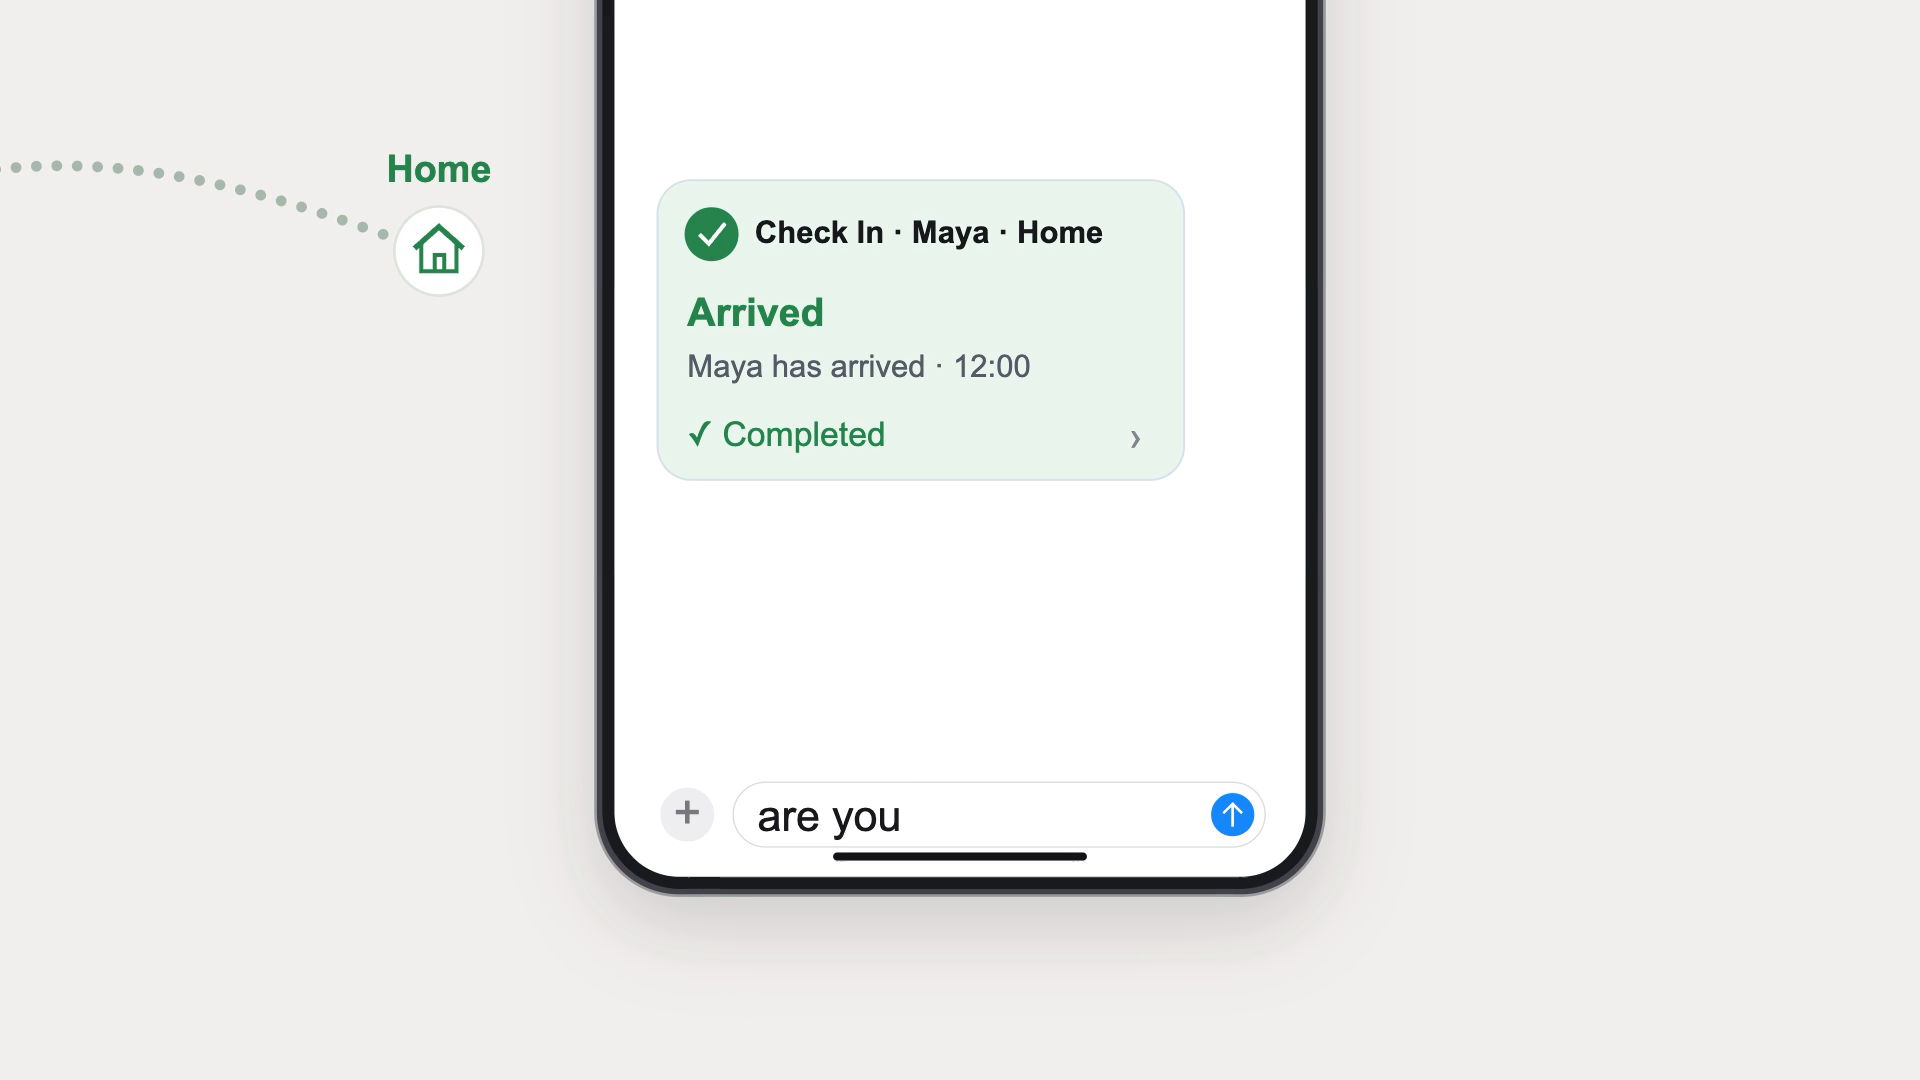 Home
Check In · Maya · Home
Arrived
Maya has arrived · 12:00
✓ Completed
are you